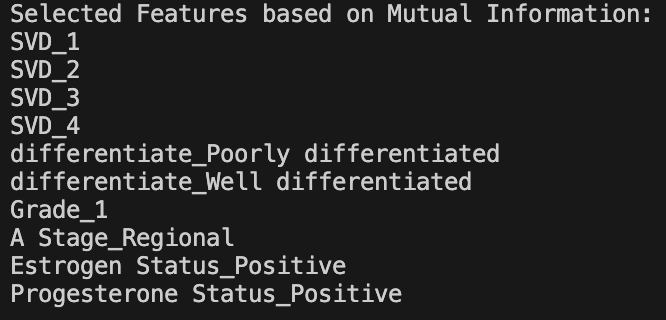 Selected Features based on Mutual Information:
SVD_1
SVD_2
SVD_3
SVD_4
differentiate_Poorly differentiated
differentiate_Well differentiated
Grade_1
A Stage_Regional
Estrogen Status_Positive
Progesterone Status_Positive